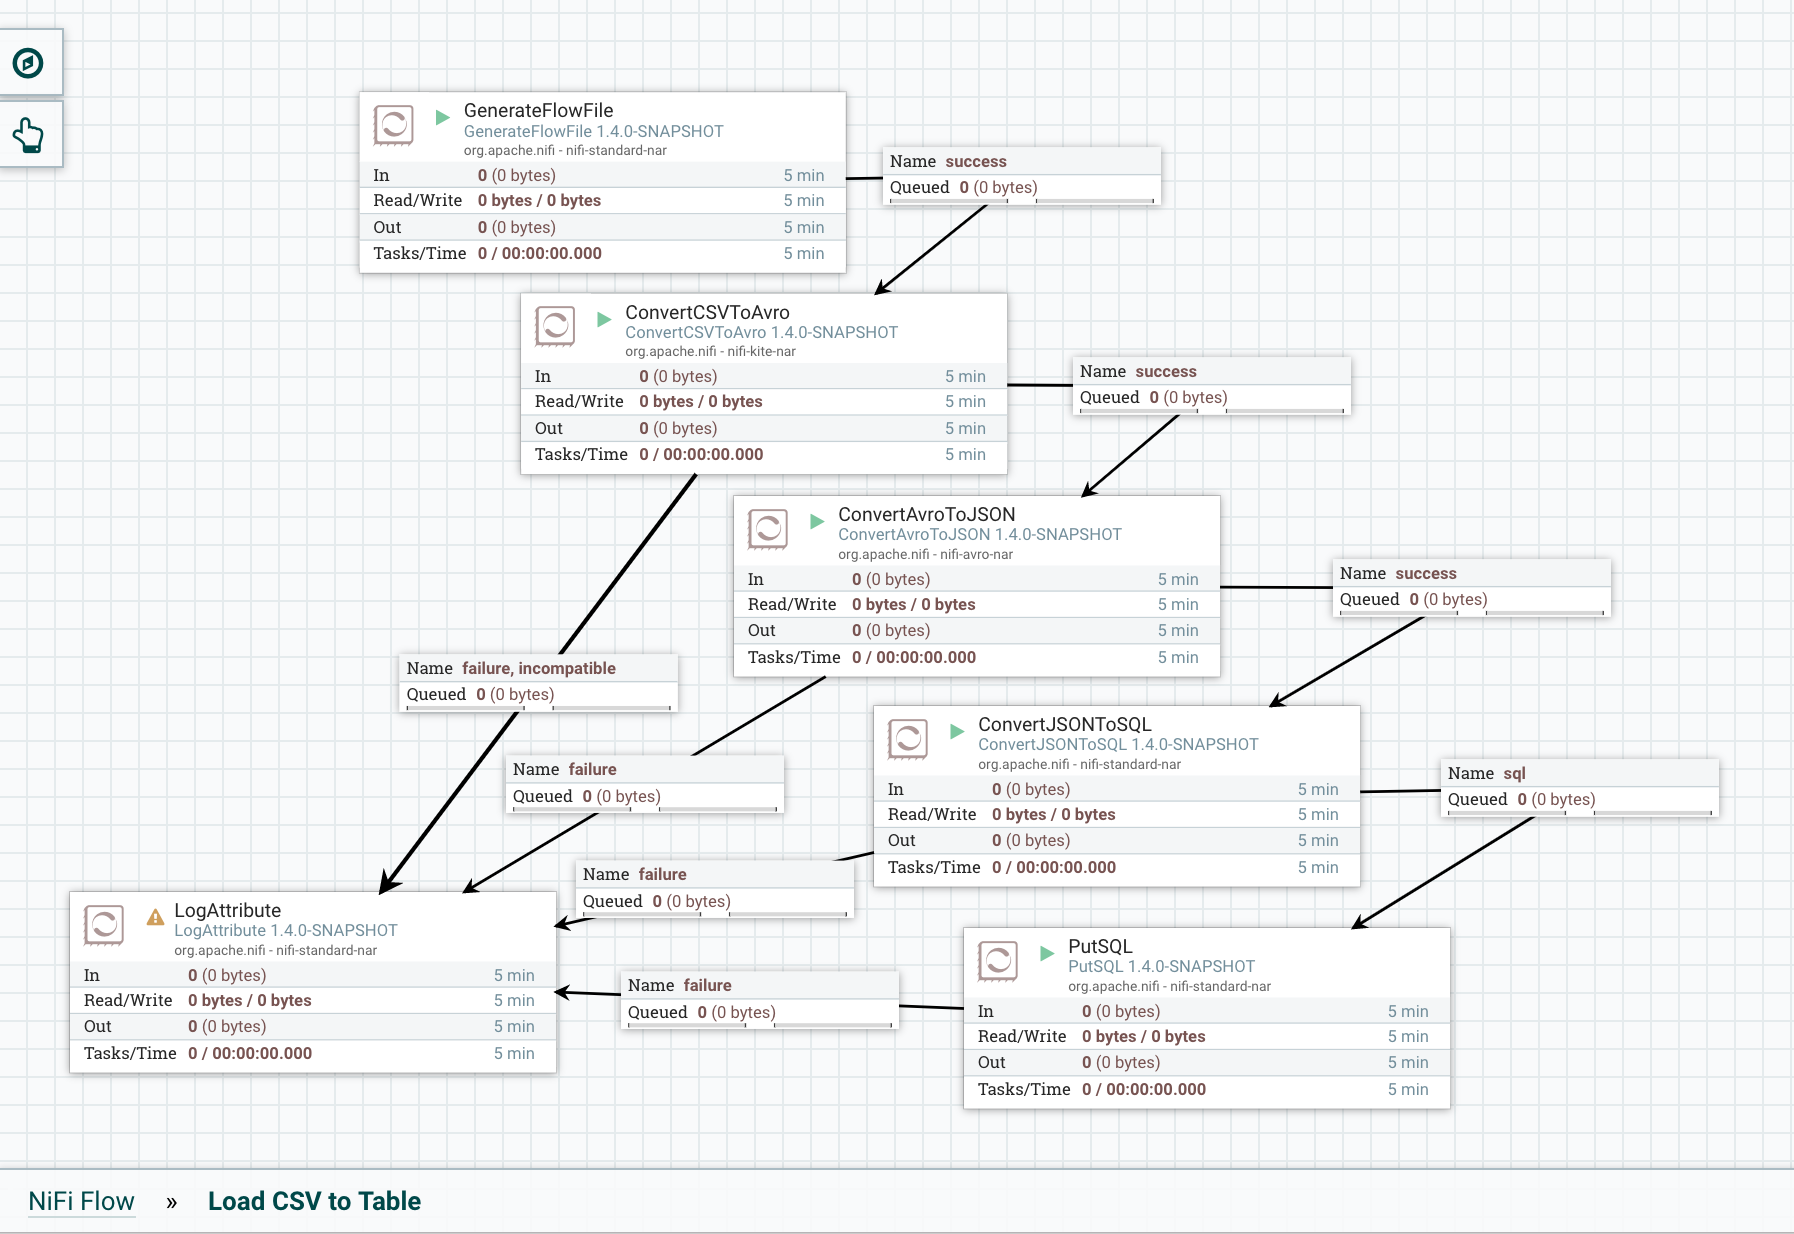 GenerateFlowFile
GenerateFlowFile 1.4.0-SNAPSHOT
org.apache.nifi - nifi-standard-nar
In 0 (0 bytes) 5 min
Read/Write 0 bytes / 0 bytes 5 min
Out 0 (0 bytes) 5 min
Tasks/Time 0 / 00:00:00.000 5 min
Name success
Queued 0 (0 bytes)
ConvertCSVToAvro
ConvertCSVToAvro 1.4.0-SNAPSHOT
org.apache.nifi - nifi-kite-nar
In 0 (0 bytes) 5 min
Read/Write 0 bytes / 0 bytes 5 min
Out 0 (0 bytes) 5 min
Tasks/Time 0 / 00:00:00.000 5 min
Name success
Queued 0 (0 bytes)
ConvertAvroToJSON
ConvertAvroToJSON 1.4.0-SNAPSHOT
org.apache.nifi - nifi-avro-nar
In 0 (0 bytes) 5 min
Read/Write 0 bytes / 0 bytes 5 min
Out 0 (0 bytes) 5 min
Tasks/Time 0 / 00:00:00.000 5 min
Name success
Queued 0 (0 bytes)
Name failure, incompatible
Queued 0 (0 bytes)
Name failure
Queued 0 (0 bytes)
ConvertJSONToSQL
ConvertJSONToSQL 1.4.0-SNAPSHOT
org.apache.nifi - nifi-standard-nar
In 0 (0 bytes) 5 min
Read/Write 0 bytes / 0 bytes 5 min
Out 0 (0 bytes) 5 min
Tasks/Time 0 / 00:00:00.000 5 min
Name sql
Queued 0 (0 bytes)
Name failure
Queued 0 (0 bytes)
LogAttribute
LogAttribute 1.4.0-SNAPSHOT
org.apache.nifi - nifi-standard-nar
In 0 (0 bytes) 5 min
Read/Write 0 bytes / 0 bytes 5 min
Out 0 (0 bytes) 5 min
Tasks/Time 0 / 00:00:00.000 5 min
Name failure
Queued 0 (0 bytes)
PutSQL
PutSQL 1.4.0-SNAPSHOT
org.apache.nifi - nifi-standard-nar
In 0 (0 bytes) 5 min
Read/Write 0 bytes / 0 bytes 5 min
Out 0 (0 bytes) 5 min
Tasks/Time 0 / 00:00:00.000 5 min
NiFi Flow » Load CSV to Table